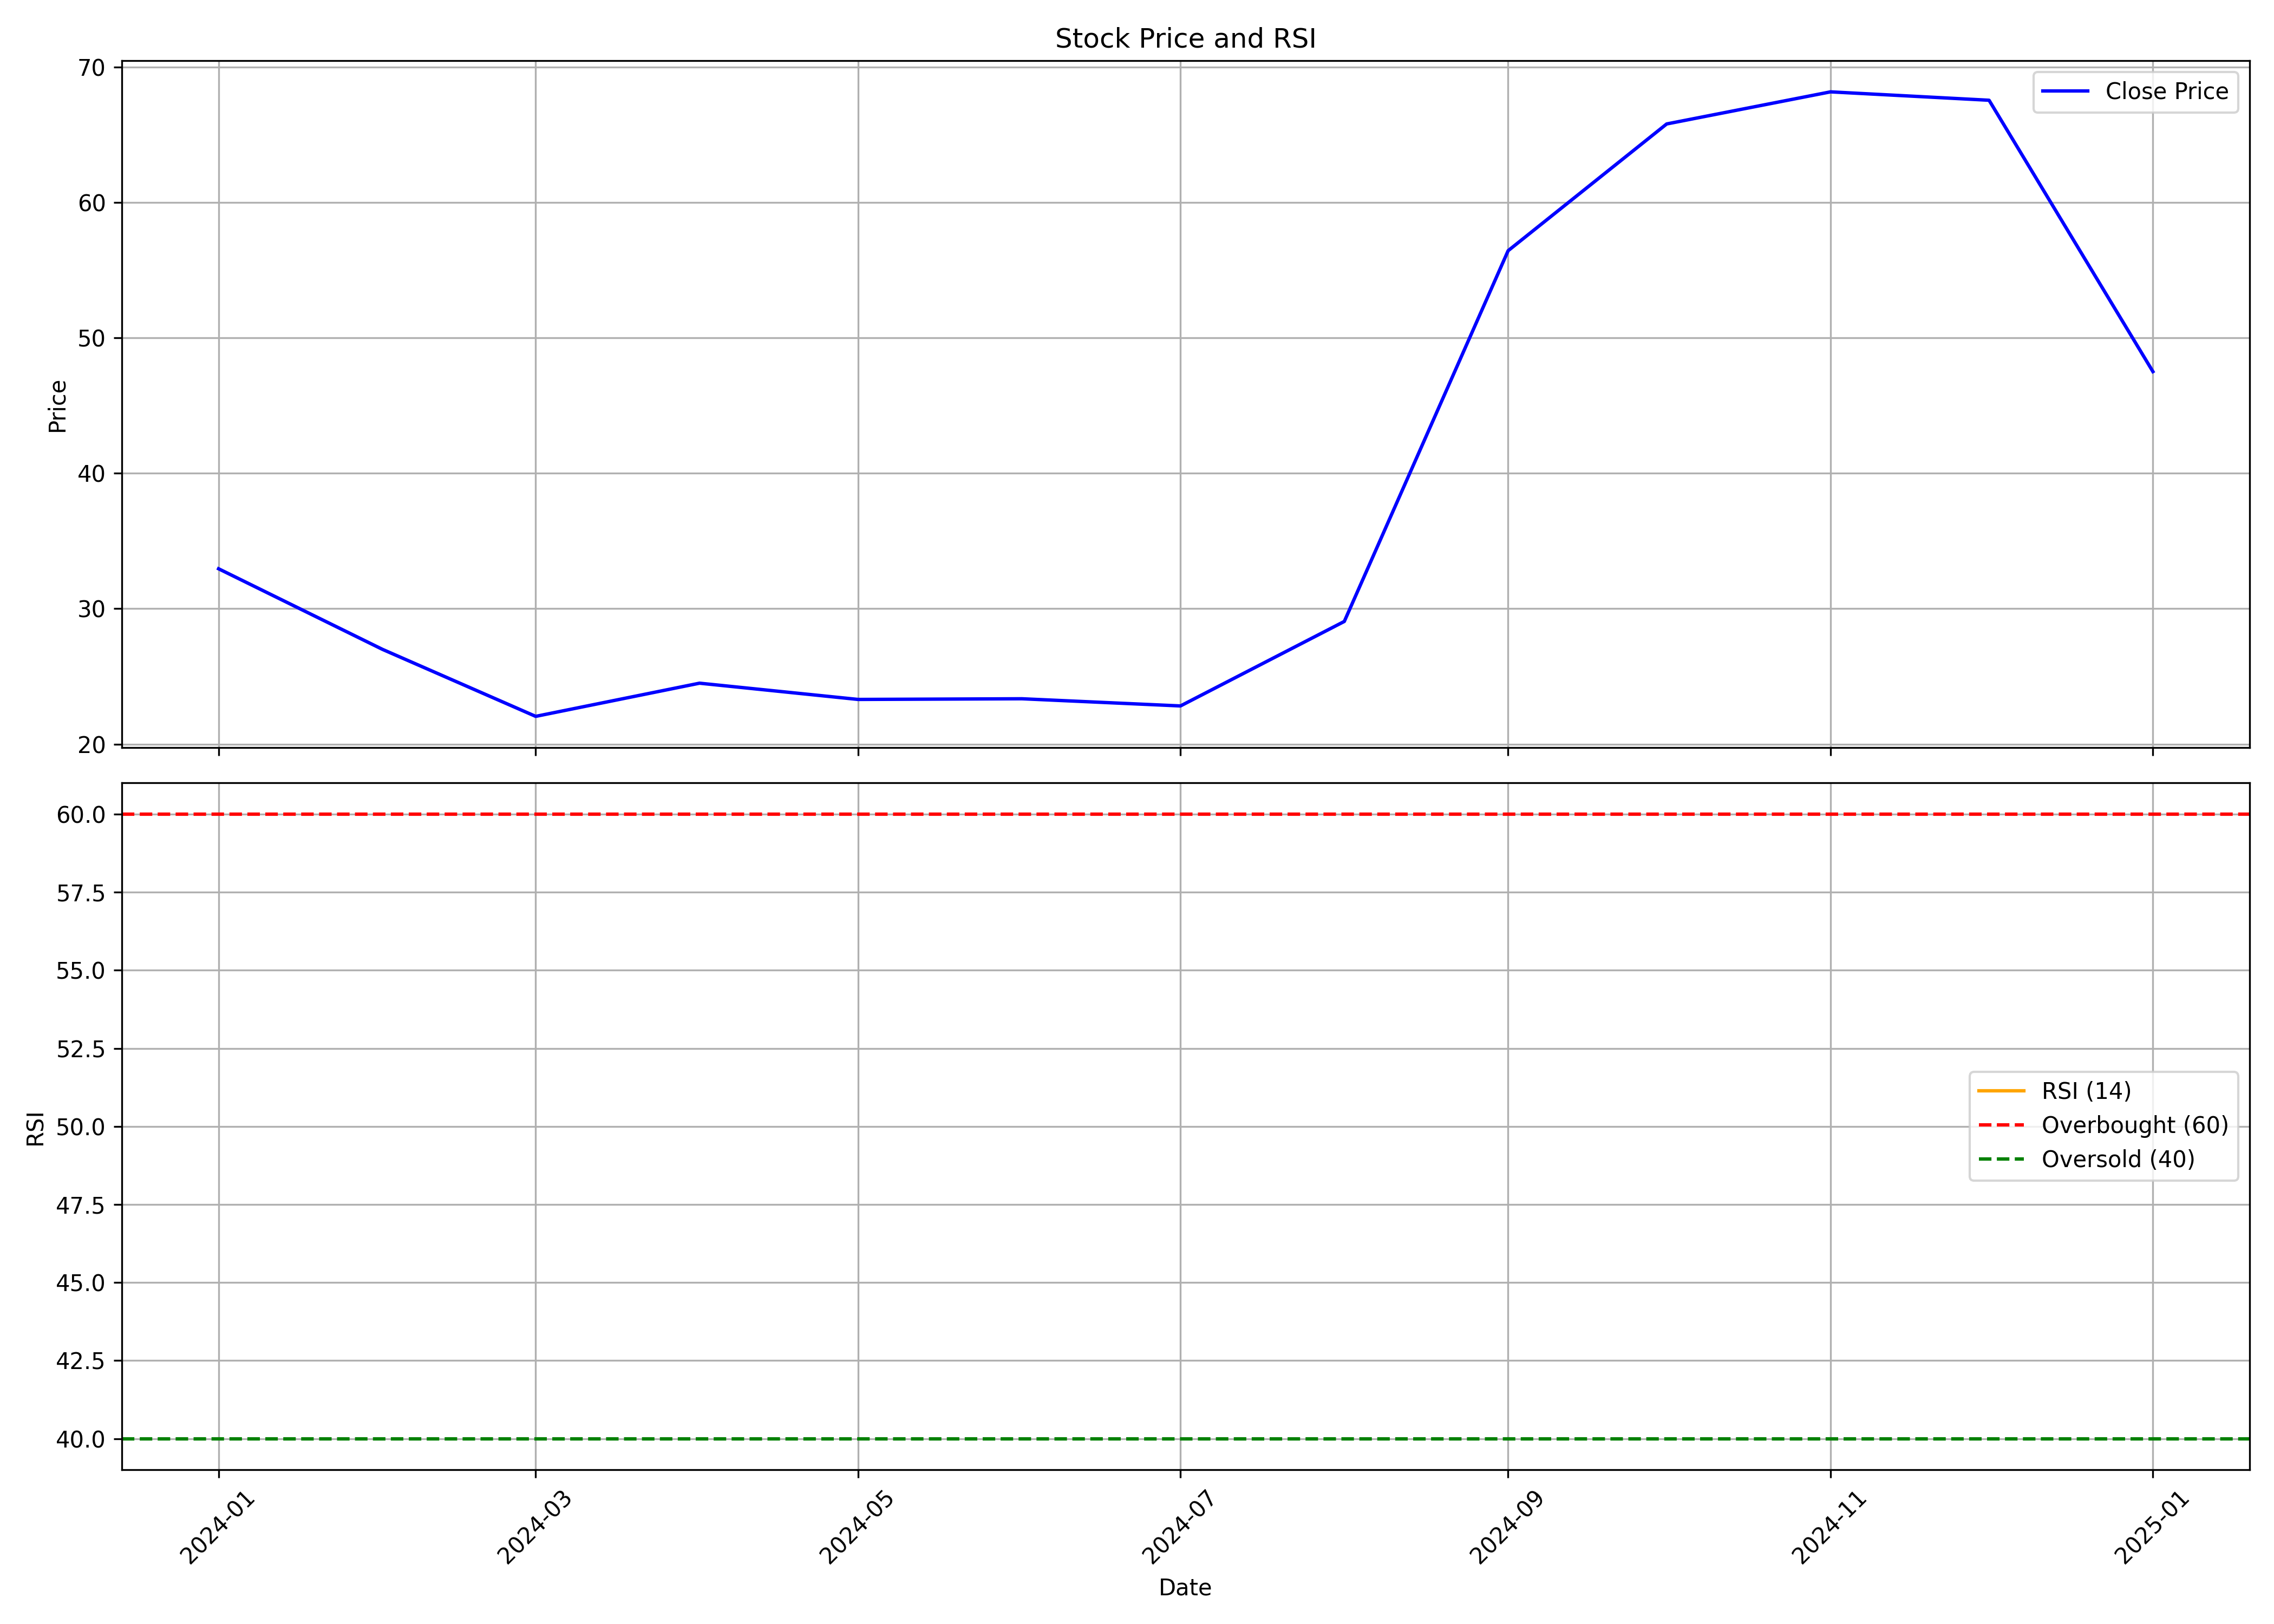 Stock Price and RSI
70
60
50
40
30
20
Price
Close Price
60.0
57.5
55.0
52.5
50.0
47.5
45.0
42.5
40.0
RSI
RSI (14)
Overbought (60)
Oversold (40)
2024-01
2024-03
2024-05
2024-07
2024-09
2024-11
2025-01
Date